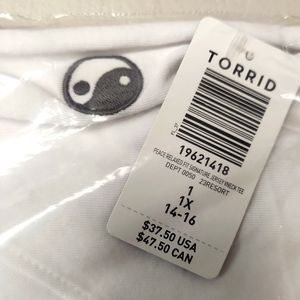 TORRID
19621418
PEACE RELAXED FIT SIGNATURE JERSEY VNECK TEE
DEPT 0050 23RESORT
1
1X
14-16
$37.50 USA
$47.50 CAN